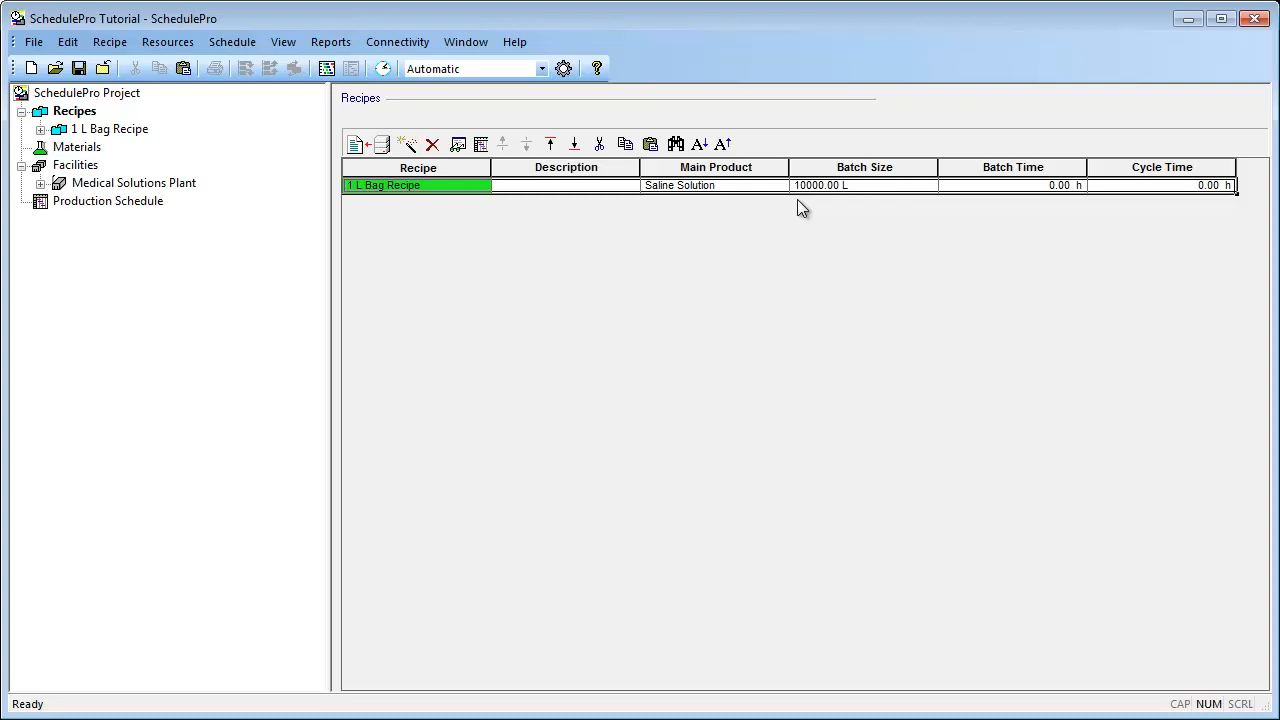 SchedulePro Tutorial - SchedulePro
File Edit Recipe Resources Schedule View Reports Connectivity Window Help
Automatic
SchedulePro Project
Recipes
1 L Bag Recipe
Materials
Facilities
Medical Solutions Plant
Production Schedule
Recipes
Recipe Description Main Product Batch Size Batch Time Cycle Time
1 L Bag Recipe Saline Solution 10000.00 L 0.00 h 0.00 h
Ready CAP NUM SCRL